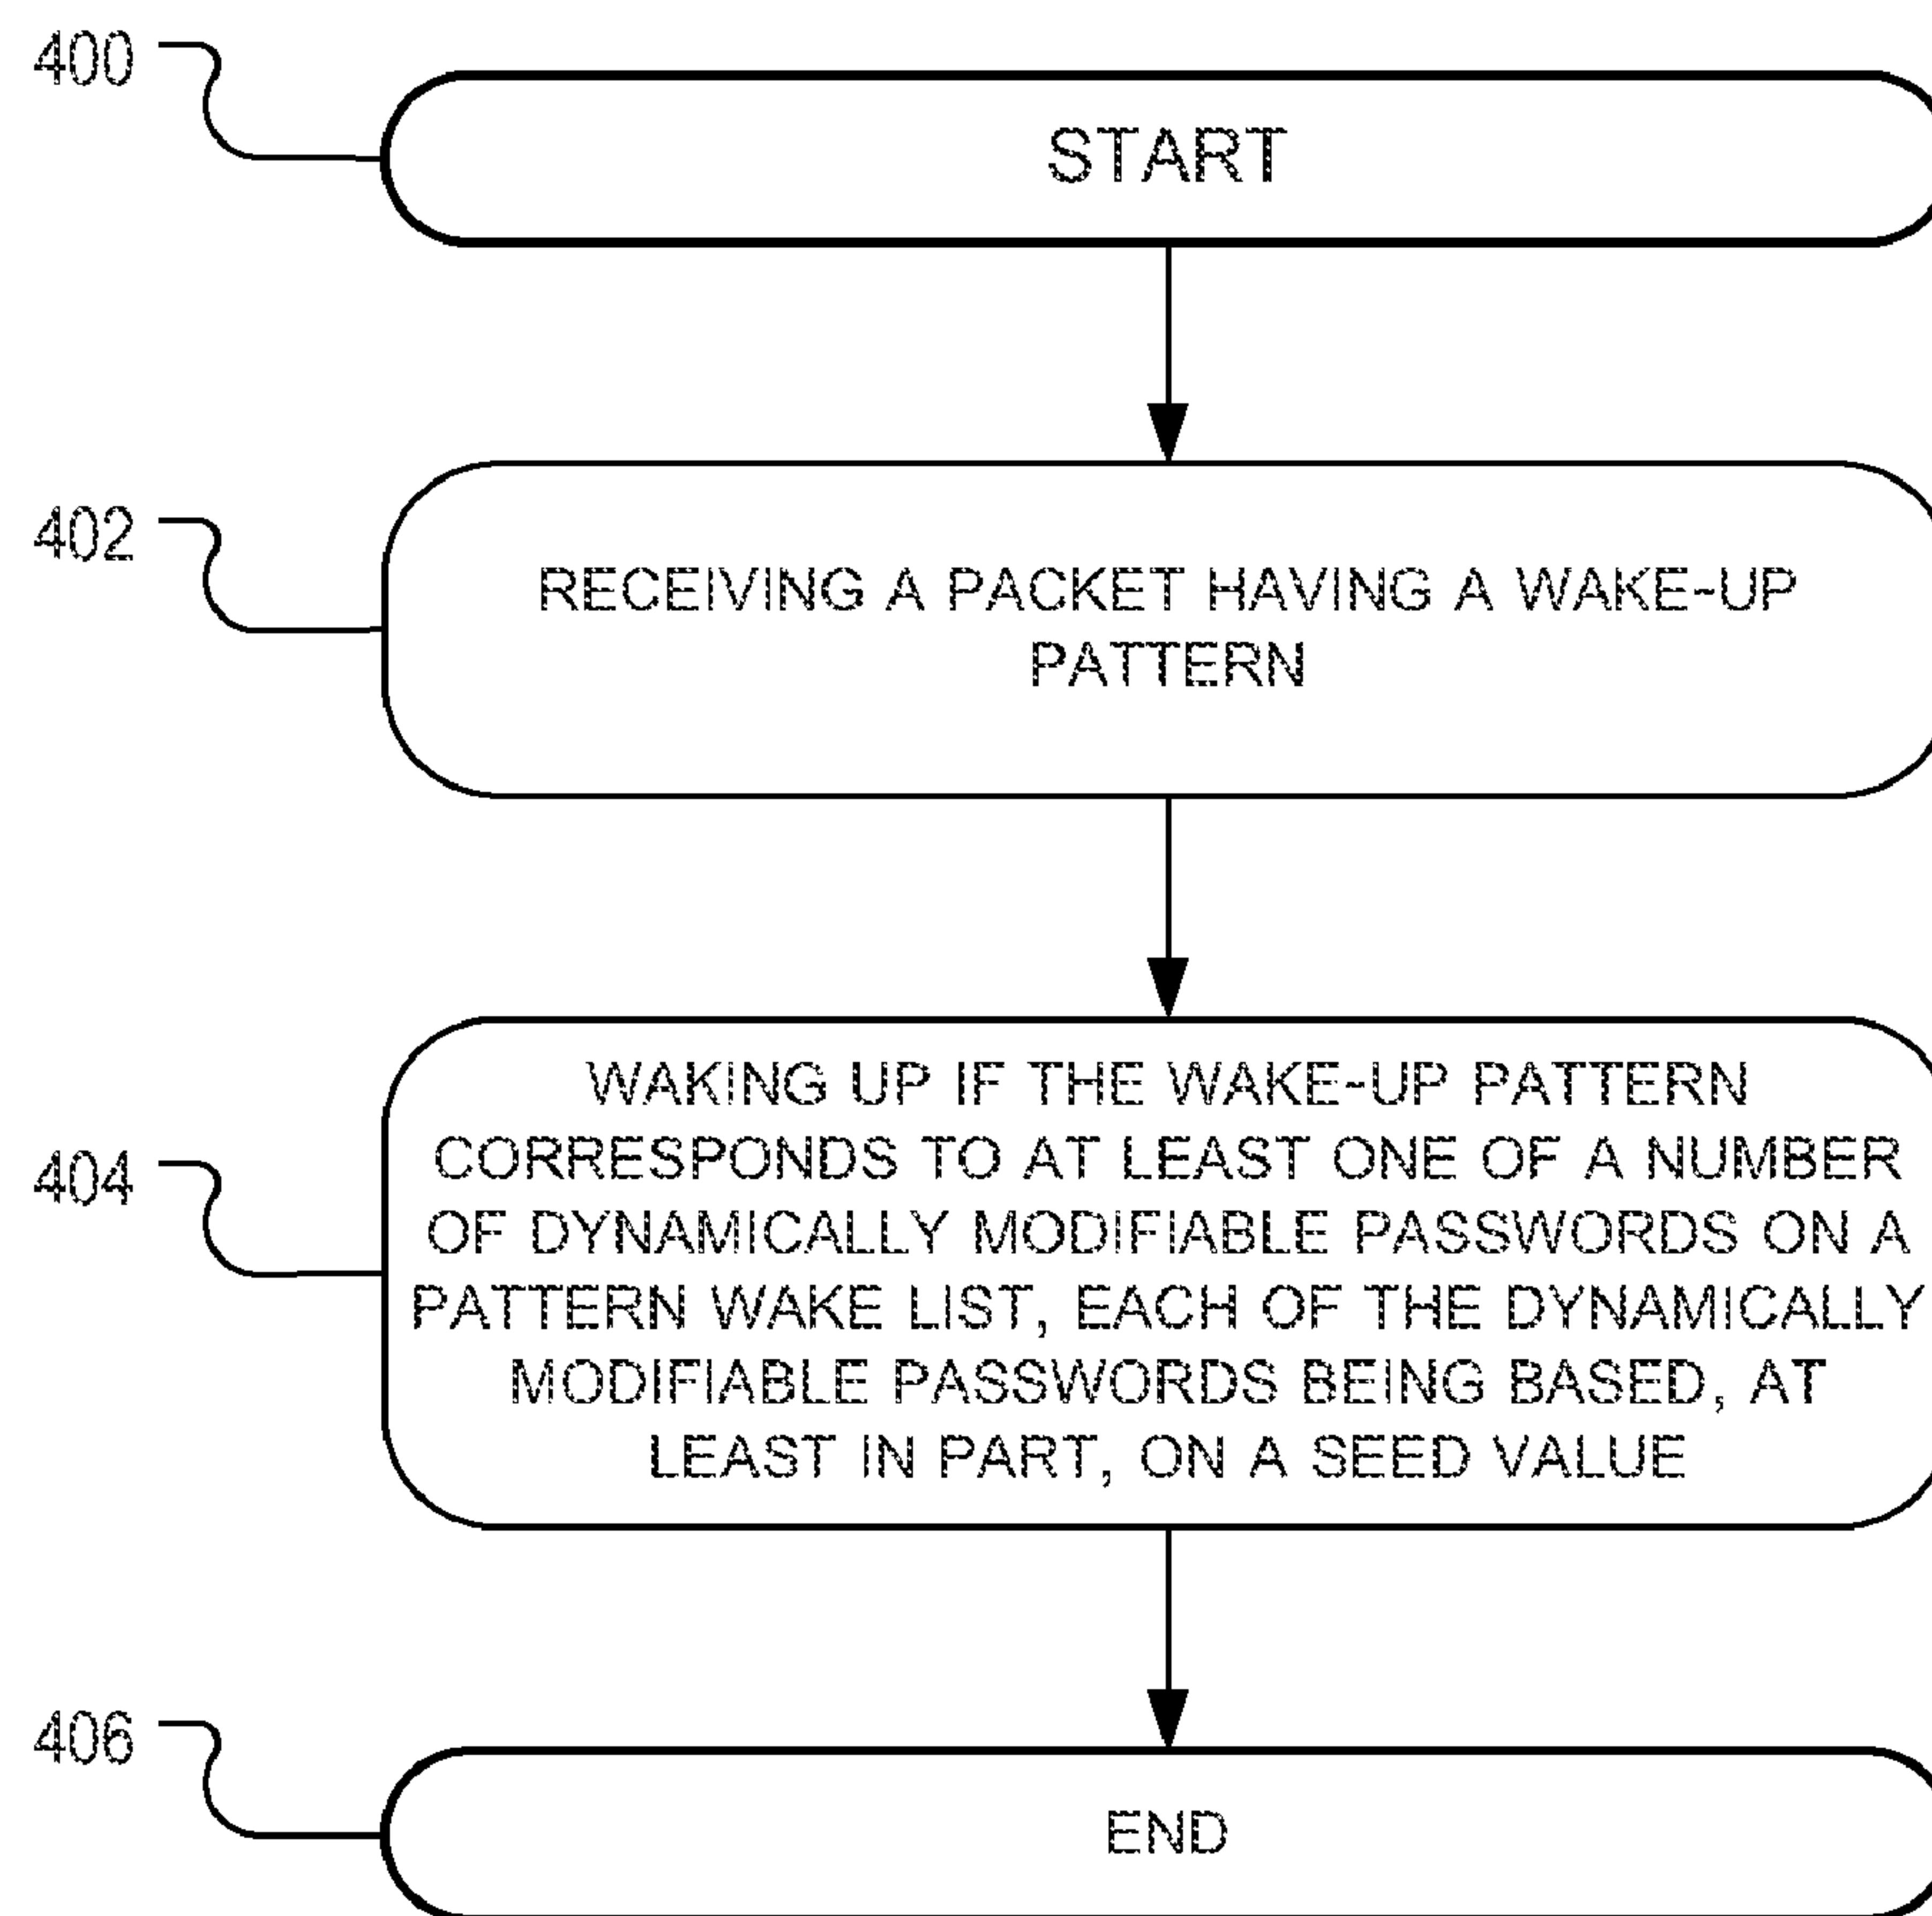 400
START
402
RECEIVING A PACKET HAVING A WAKE-UP
PATTERN
WAKING UP IF THE WAKE-UP PATTERN
CORRESPONDS TO AT LEAST ONE OF A NUMBER
404
OF DYNAMICALLY MODIFIABLE PASSWORDS ON A
PATTERN WAKE LIST, EACH OF THE DYNAMICALLY
MODIFIABLE PASSWORDS BEING BASED, AT
LEAST IN PART, ON A SEED VALUE
406
END